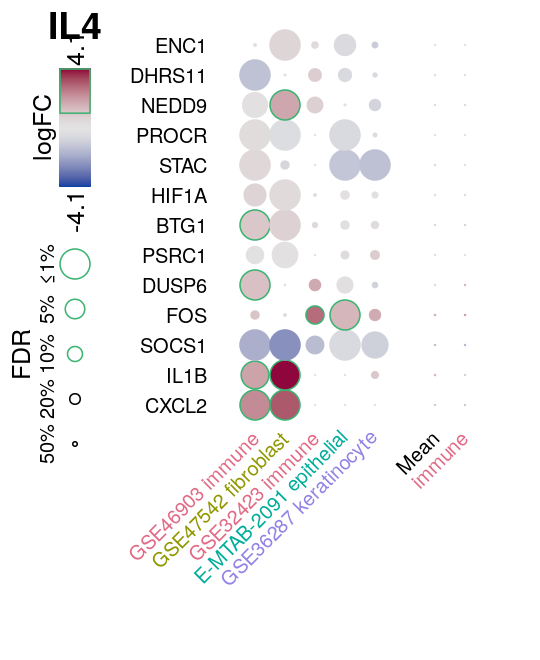 IL4
4.1
logFC
-4.1
FDR
50% 20% 10% 5% ≤1%
ENC1
DHRS11
NEDD9
PROCR
STAC
HIF1A
BTG1
PSRC1
DUSP6
FOS
SOCS1
IL1B
CXCL2
GSE46903 immune
GSE47542 fibroblast
GSE32423 immune
E-MTAB-2091 epithelial
GSE36287 keratinocyte
Mean
immune